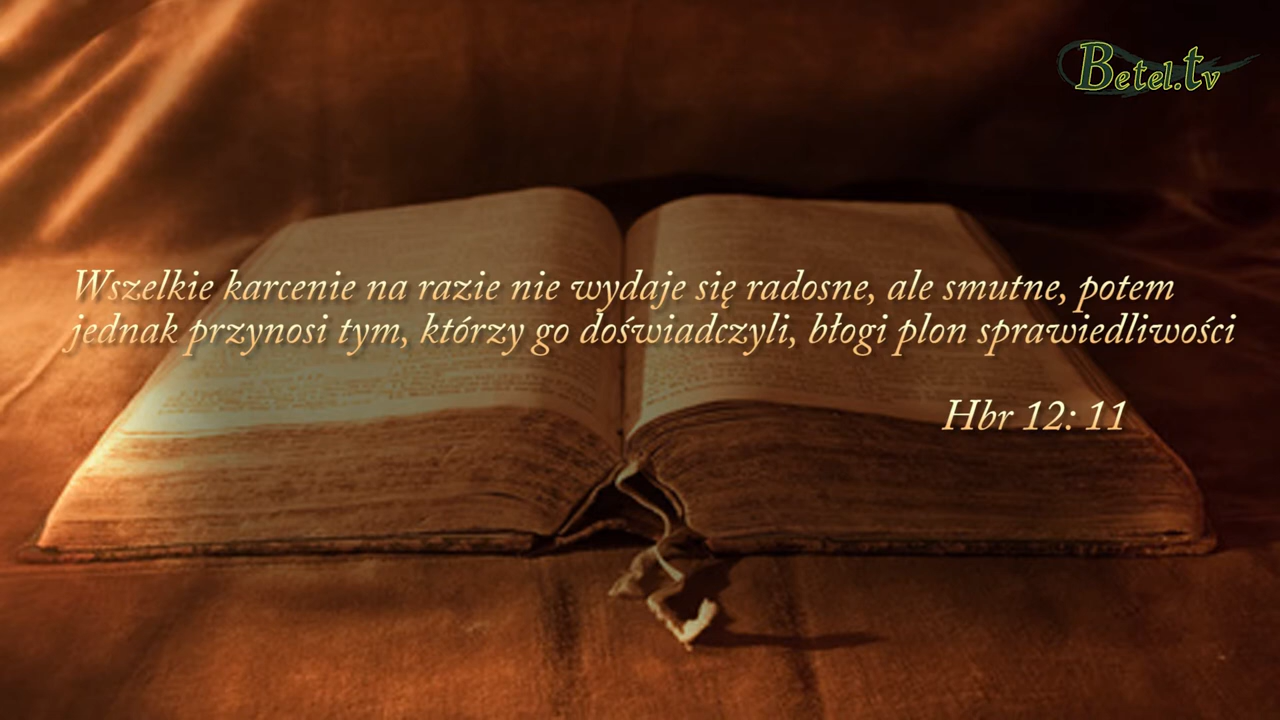 Betel.tv
Wszelkie karcenie na razie nie wydaje się radosne, ale smutne, potem
jednak przynosi tym, którzy go doświadczyli, błogi plon sprawiedliwości
Hbr 12: 11